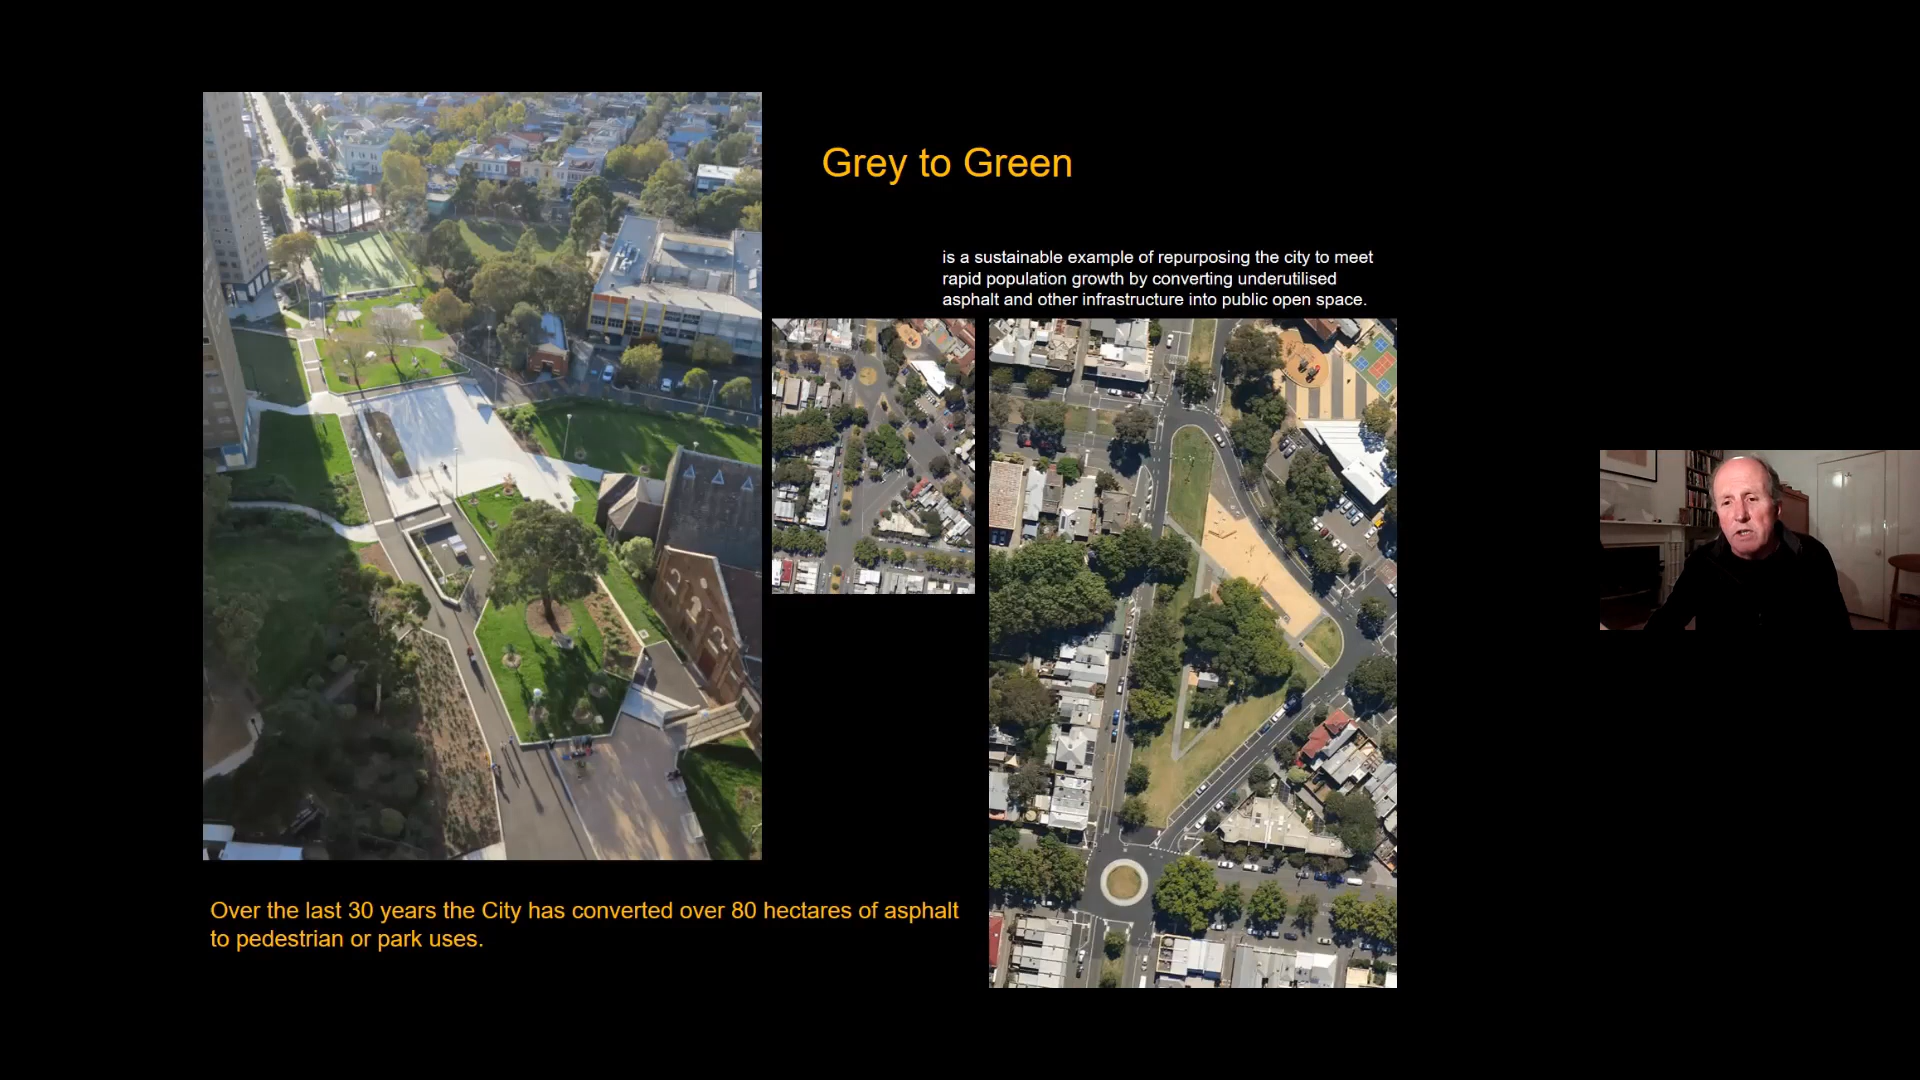 Grey to Green
is a sustainable example of repurposing the city to meet
rapid population growth by converting underutilised
asphalt and other infrastructure into public open space.
Over the last 30 years the City has converted over 80 hectares of asphalt
to pedestrian or park uses.